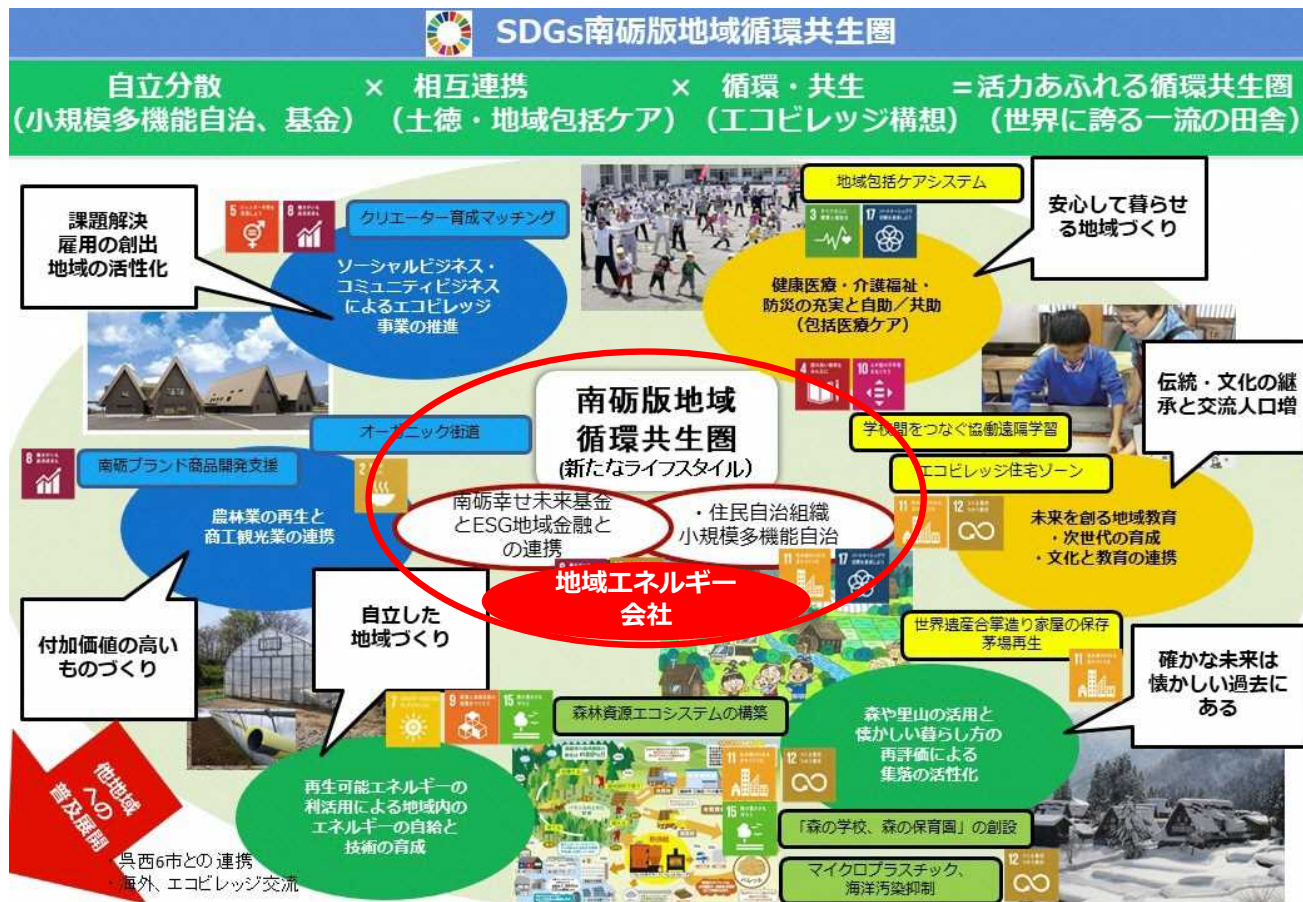 SDGs南砺版地域循環共生圏
自立分散 × 相互連携 × 循環・共生 =活力あふれる循環共生圏
(小規模多機能自治、基金) (土徳・地域包括ケア) (エコビレッジ構想) (世界に誇る一流の田舎)
課題解決
雇用の創出
地域の活性化
5
8
クリエーター育成マッチング
ソーシャルビジネス・
コミュニティビジネス
によるエコビレッジ
事業の推進
地域包括ケアシステム
3
17
健康医療・介護福祉・
防災の充実と自助／共助
(包括医療ケア)
安心して暮らせ
る地域づくり
4
10
学校間をつなぐ協働遠隔学習
エコビレッジ住宅ゾーン
11
12
未来を創る地域教育
・次世代の育成
・文化と教育の連携
伝統・文化の継
承と交流人口増
南砺版地域
循環共生圏
(新たなライフスタイル)
南砺幸せ未来基金
とESG地域金融と
の連携
・住民自治組織
小規模多機能自治
11
17
地域エネルギー
会社
オーガニック街道
8
南砺ブランド商品開発支援
2
農林業の再生と
商工観光業の連携
付加価値の高い
ものづくり
自立した
地域づくり
7
9
15
森林資源エコシステムの構築
再生可能エネルギーの
利活用による地域内の
エネルギーの自給と
技術の育成
世界遺産合掌造り家屋の保存
茅場再生
11
確かな未来は
懐かしい過去に
ある
森や里山の活用と
懐かしい暮らし方の
再評価による
集落の活性化
11
12
15
「森の学校、森の保育園」の創設
マイクロプラスチック、
海洋汚染抑制
12
他地域
への
普及展開
・呉西6市との連携
・海外、エコビレッジ交流